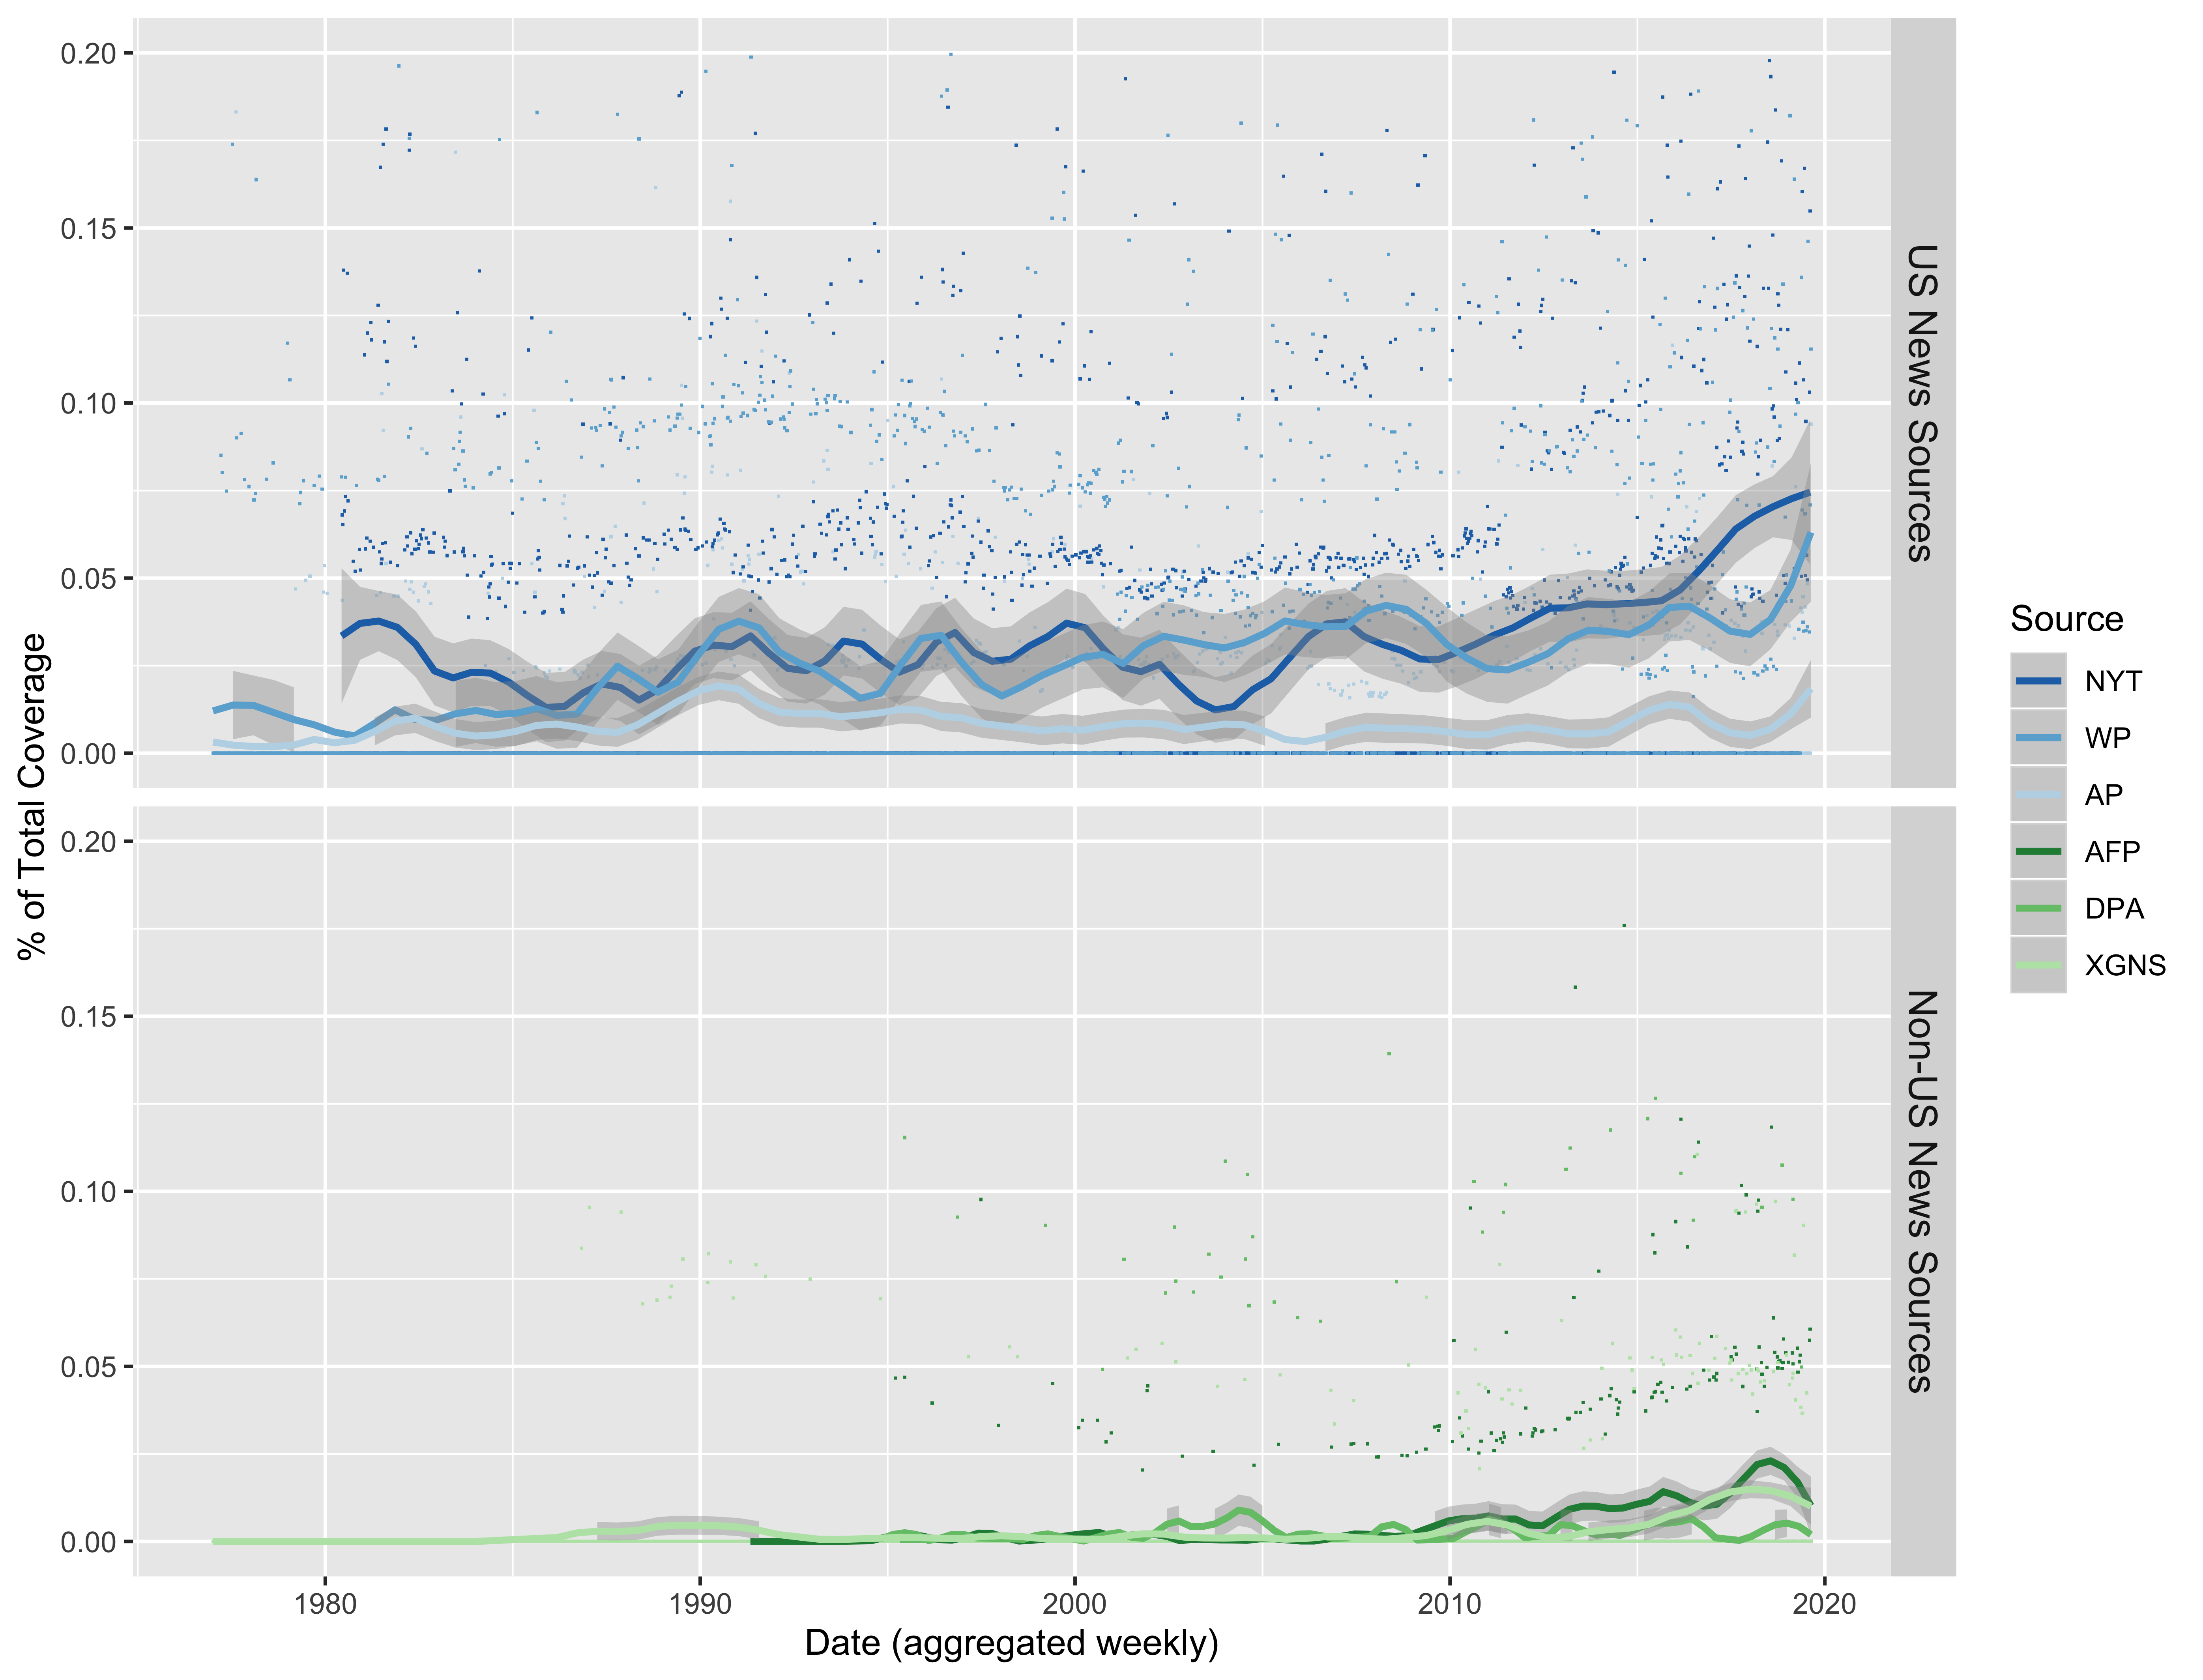 % of Total Coverage
0.20
0.15
0.10
0.05
0.00
US News Sources
0.20
0.15
0.10
0.05
0.00
Non-US News Sources
1980
1990
2000
2010
2020
Date (aggregated weekly)
Source
NYT
WP
AP
AFP
DPA
XGNS